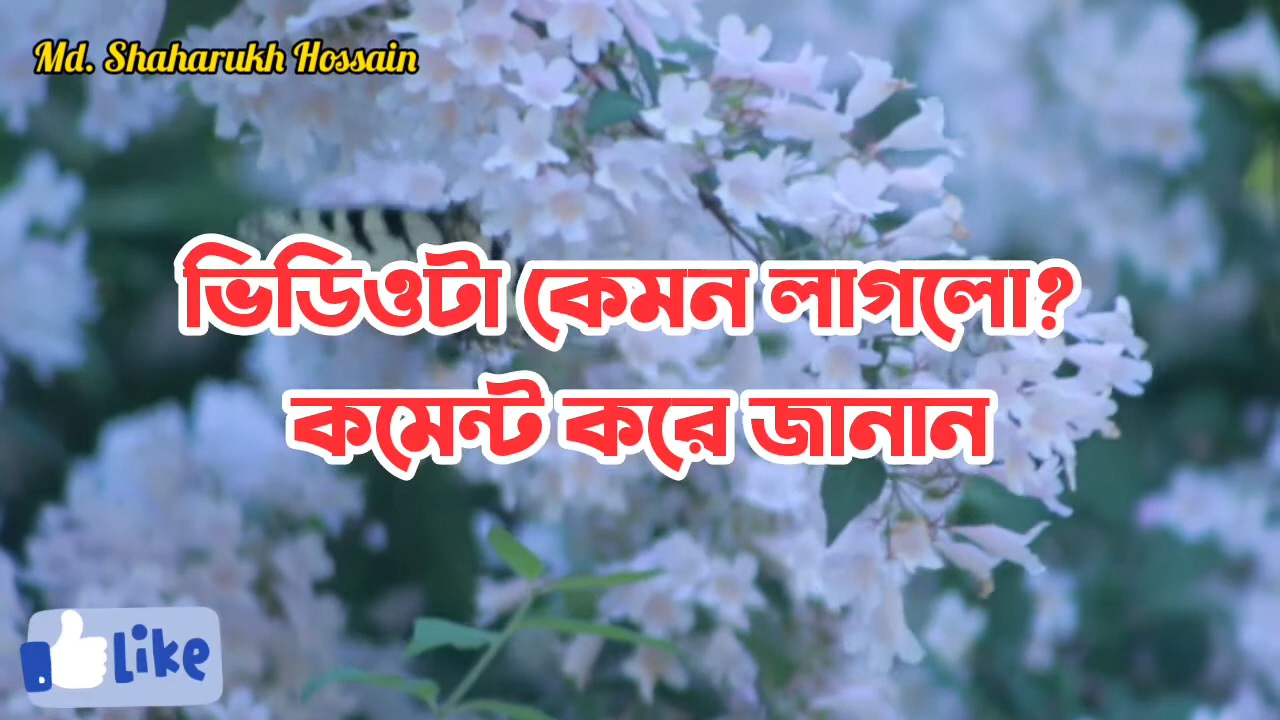 Md. Shaharukh Hossain
ভিডিওটা কেমন লাগলো?
কমেন্ট করে জানান
Like